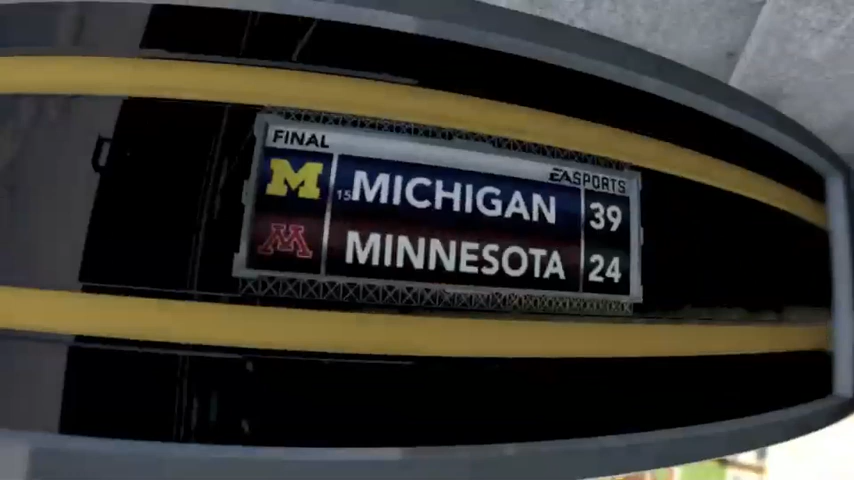 FINAL
EA SPORTS
M 15 MICHIGAN 39
M MINNESOTA 24